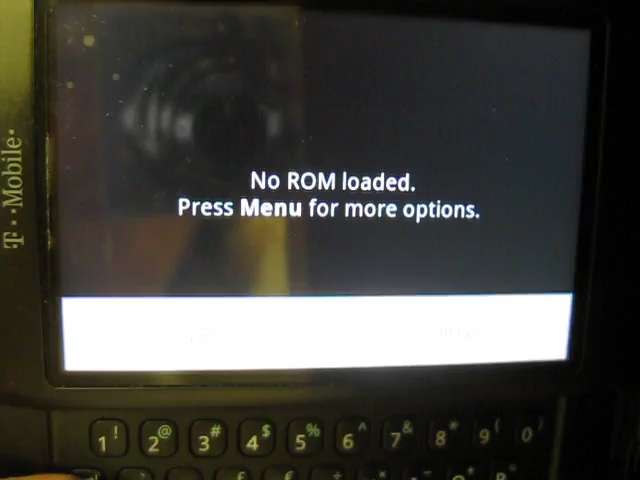 T··Mobile·
No ROM loaded.
Press Menu for more options.
1! 2@ 3# 4$ 5% 6^ 7& 8* 9( 0)